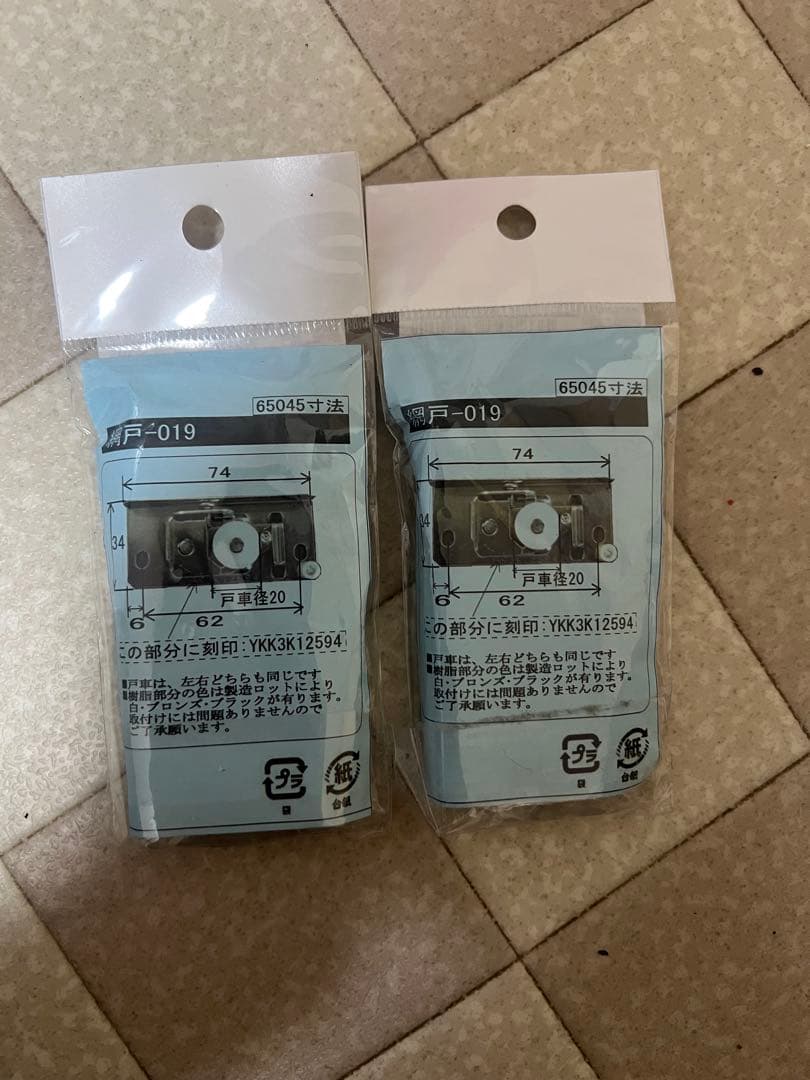 65045寸法
網戸-019
74
34
戸車径20
6
62
この部分に刻印:YKK3K12594
■戸車は、左右どちらも同じです
■樹脂部分の色は製造ロットにより
白・ブロンズ・ブラックが有ります。
取付けには問題ありませんので
ご了承願います。
プラ
袋
紙
台紙
65045寸法
網戸-019
74
34
戸車径20
6
62
この部分に刻印:YKK3K12594
■戸車は、左右どちらも同じです
■樹脂部分の色は製造ロットにより
白・ブロンズ・ブラックが有ります。
取付けには問題ありませんので
ご了承願います。
プラ
袋
紙
台紙